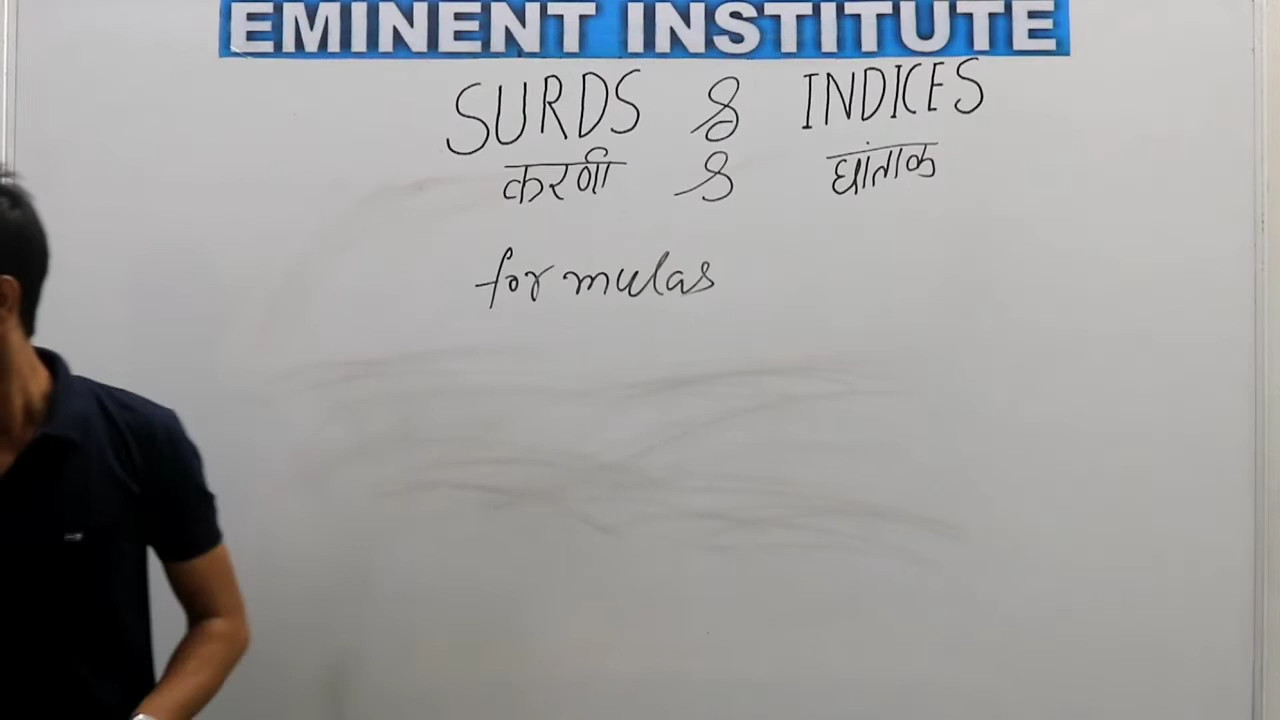 EMINENT INSTITUTE
SURDS & INDICES
करणी & घांताक
formulas